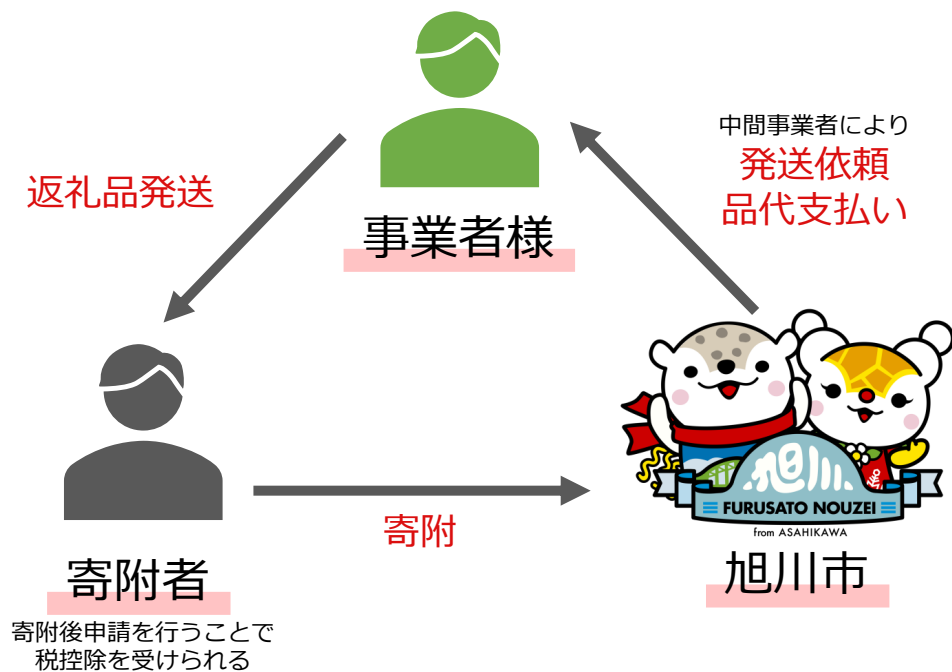 中間事業者により
発送依頼
品代支払い
返礼品発送
事業者様
旭川
FURUSATO NOUZEI
from ASAHIKAWA
寄附
寄附者
旭川市
寄附後申請を行うことで
税控除を受けられる